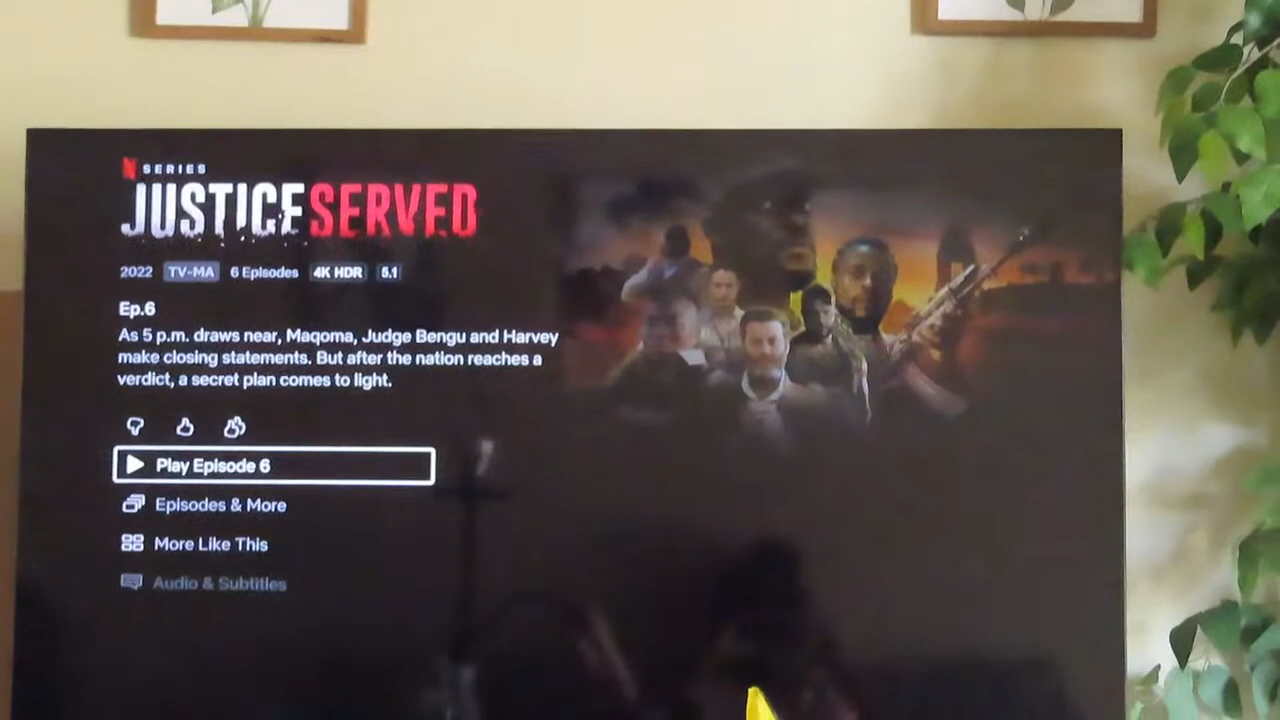 N SERIES
JUSTICE SERVED
2022 TV-MA 6 Episodes 4K HDR 5.1
Ep.6
As 5 p.m. draws near, Maqoma, Judge Bengu and Harvey
make closing statements. But after the nation reaches a
verdict, a secret plan comes to light.
Play Episode 6
Episodes & More
More Like This
Audio & Subtitles